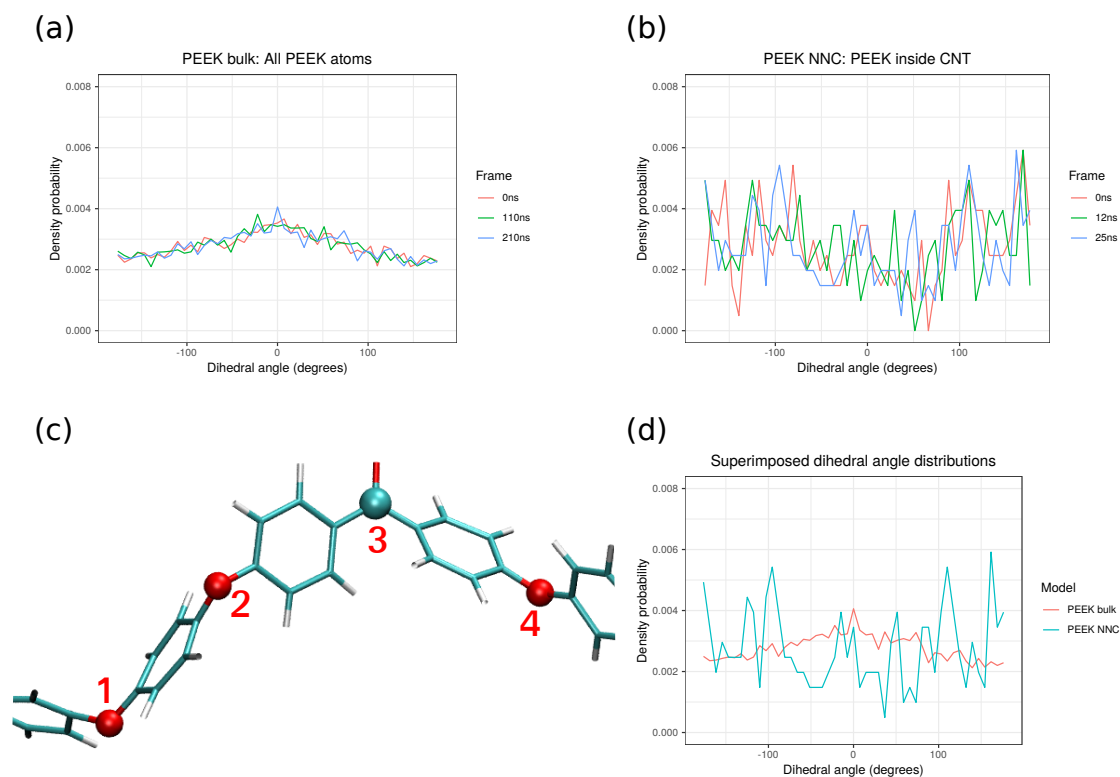 (a)
PEEK bulk: All PEEK atoms
0.008
0.006
0.004
0.002
0.000
Density probability
-100 0 100
Dihedral angle (degrees)
Frame
0ns
110ns
210ns
(b)
PEEK NNC: PEEK inside CNT
0.008
0.006
0.004
0.002
0.000
Density probability
-100 0 100
Dihedral angle (degrees)
Frame
0ns
12ns
25ns
(c)
1
2
3
4
(d)
Superimposed dihedral angle distributions
0.008
0.006
0.004
0.002
0.000
Density probability
-100 0 100
Dihedral angle (degrees)
Model
PEEK bulk
PEEK NNC